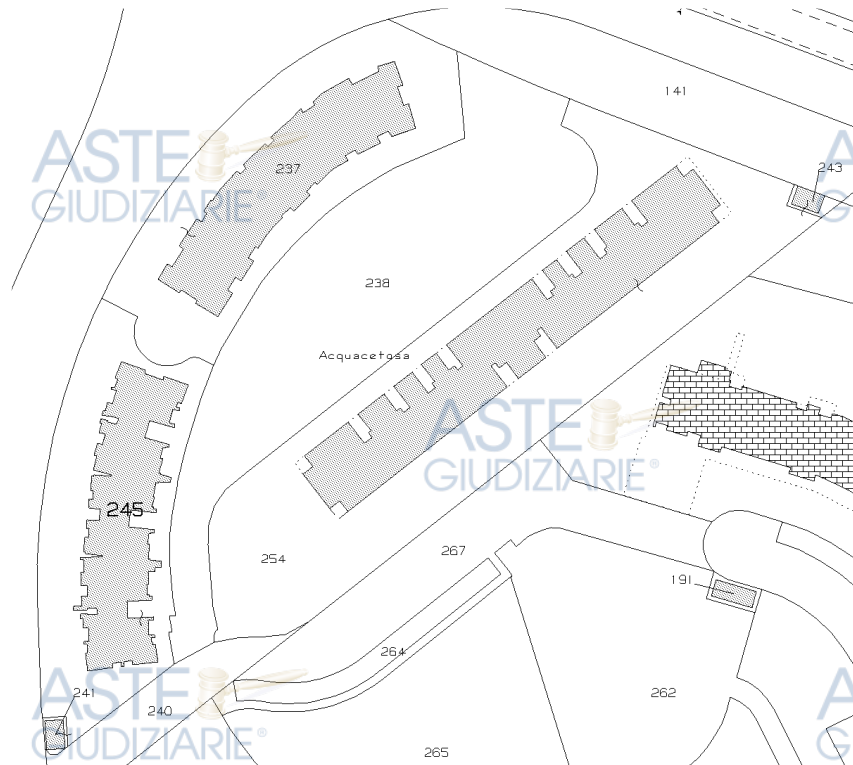 141
ASTE
GIUDIZIARIE®
237
243
238
Acquacetosa
ASTE
GIUDIZIARIE®
245
254
267
191
264
ASTE
GIUDIZIARIE®
241
240
262
265